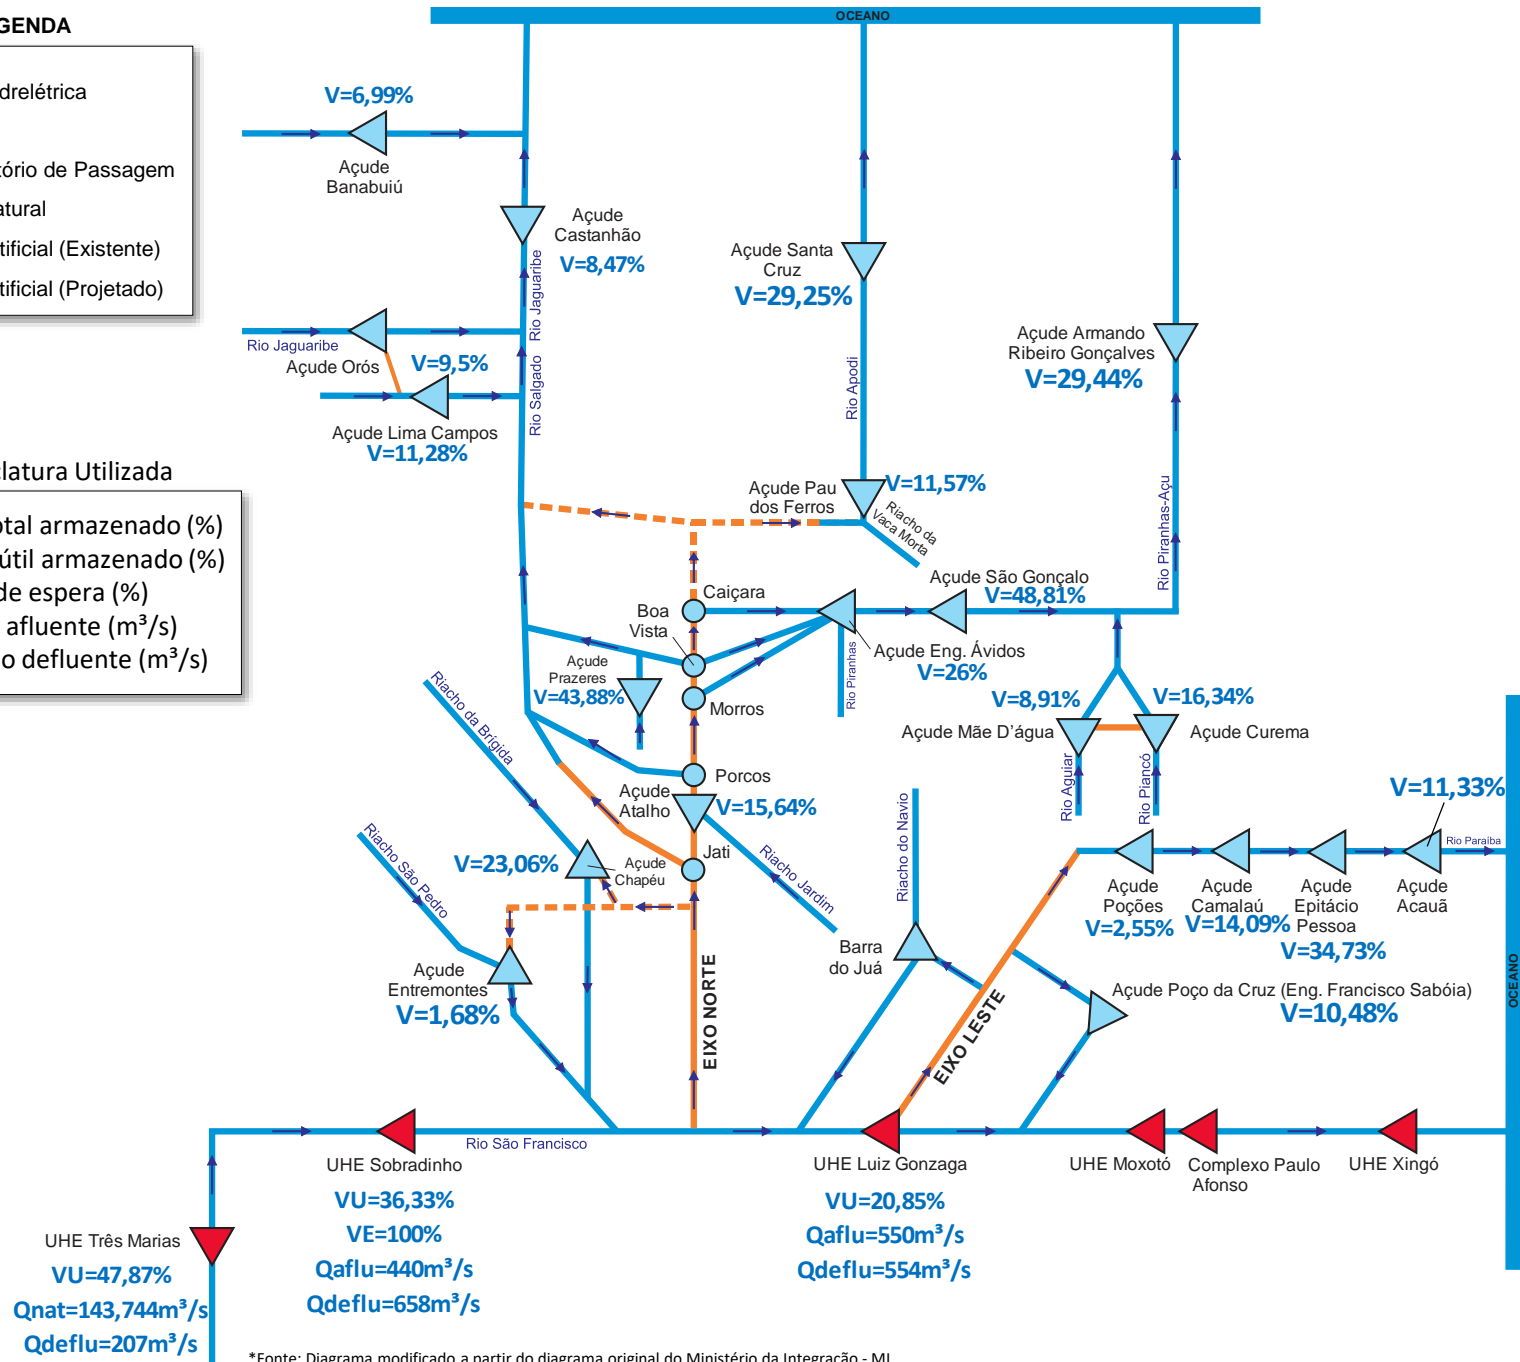 OCEANO
GENDA
drelétrica
tório de Passagem
atural
tificial (Existente)
tificial (Projetado)
V=6,99%
Açude
Banabuiú
Açude
Castanhão
V=8,47%
Rio Jaguaribe
Açude Santa
Cruz
V=29,25%
Açude Armando
Ribeiro Gonçalves
V=29,44%
Rio Jaguaribe
Açude Orós
V=9,5%
Rio Salgado
Rio Apodi
Açude Lima Campos
V=11,28%
clatura Utilizada
otal armazenado (%)
útil armazenado (%)
de espera (%)
afluente (m³/s)
o defluente (m³/s)
Açude Pau
dos Ferros
V=11,57%
Riacho da
Vaca Morta
Rio Piranhas-Açu
Açude São Gonçalo
V=48,81%
Caiçara
Boa
Vista
Açude Eng. Ávidos
V=26%
Rio Piranhas
Açude
Prazeres
V=43,88%
Morros
V=8,91%
V=16,34%
Açude Mãe D'água
Açude Curema
Rio Aguiar
Rio Piancó
Riacho da Brígida
Porcos
Açude
Atalho
V=15,64%
Rio do Navio
V=11,33%
Riacho São Pedro
V=23,06%
Açude
Chapéu
Jati
Riacho Jardim
Rio Paraiba
Açude
Poções
V=2,55%
Açude
Camalaú
V=14,09%
Açude
Epitácio
Pessoa
V=34,73%
Açude
Acauã
Barra
do Juá
Açude
Entremontes
V=1,68%
EIXO NORTE
EIXO LESTE
Açude Poço da Cruz (Eng. Francisco Sabóia)
V=10,48%
OCEANO
Rio São Francisco
UHE Sobradinho
VU=36,33%
VE=100%
Qaflu=440m³/s
Qdeflu=658m³/s
UHE Luiz Gonzaga
VU=20,85%
Qaflu=550m³/s
Qdeflu=554m³/s
UHE Moxotó
Complexo Paulo
Afonso
UHE Xingó
UHE Três Marias
VU=47,87%
Qnat=143,744m³/s
Qdeflu=207m³/s
*Fonte: Diagrama modificado a partir do diagrama original do Ministério da Integração - MI